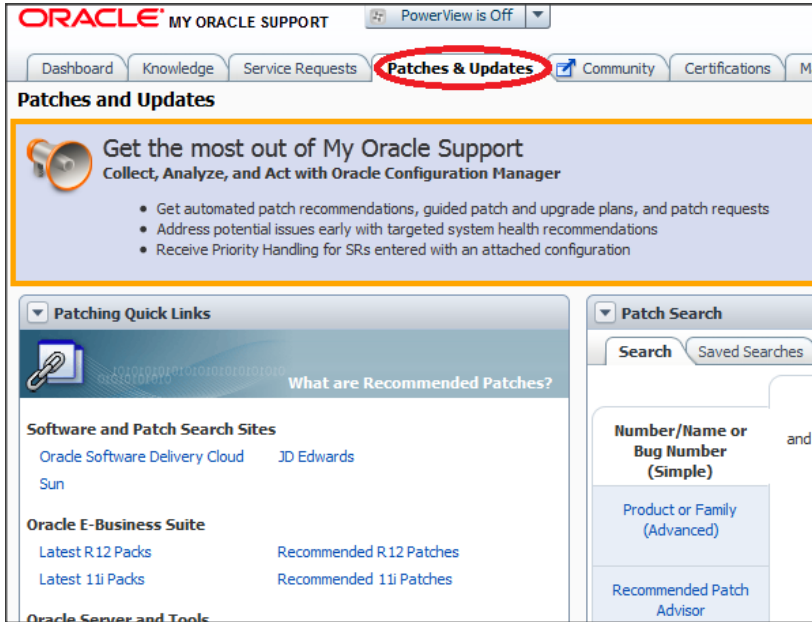 ORACLE MY ORACLE SUPPORT PowerView is Off
Dashboard Knowledge Service Requests Patches & Updates Community Certifications M
Patches and Updates
Get the most out of My Oracle Support
Collect, Analyze, and Act with Oracle Configuration Manager
• Get automated patch recommendations, guided patch and upgrade plans, and patch requests
• Address potential issues early with targeted system health recommendations
• Receive Priority Handling for SRs entered with an attached configuration
Patching Quick Links
What are Recommended Patches?
Software and Patch Search Sites
Oracle Software Delivery Cloud JD Edwards
Sun
Oracle E-Business Suite
Latest R12 Packs Recommended R12 Patches
Latest 11i Packs Recommended 11i Patches
Oracle Server and Tools
Patch Search
Search Saved Searches
Number/Name or
Bug Number
(Simple)
and
Product or Family
(Advanced)
Recommended Patch
Advisor